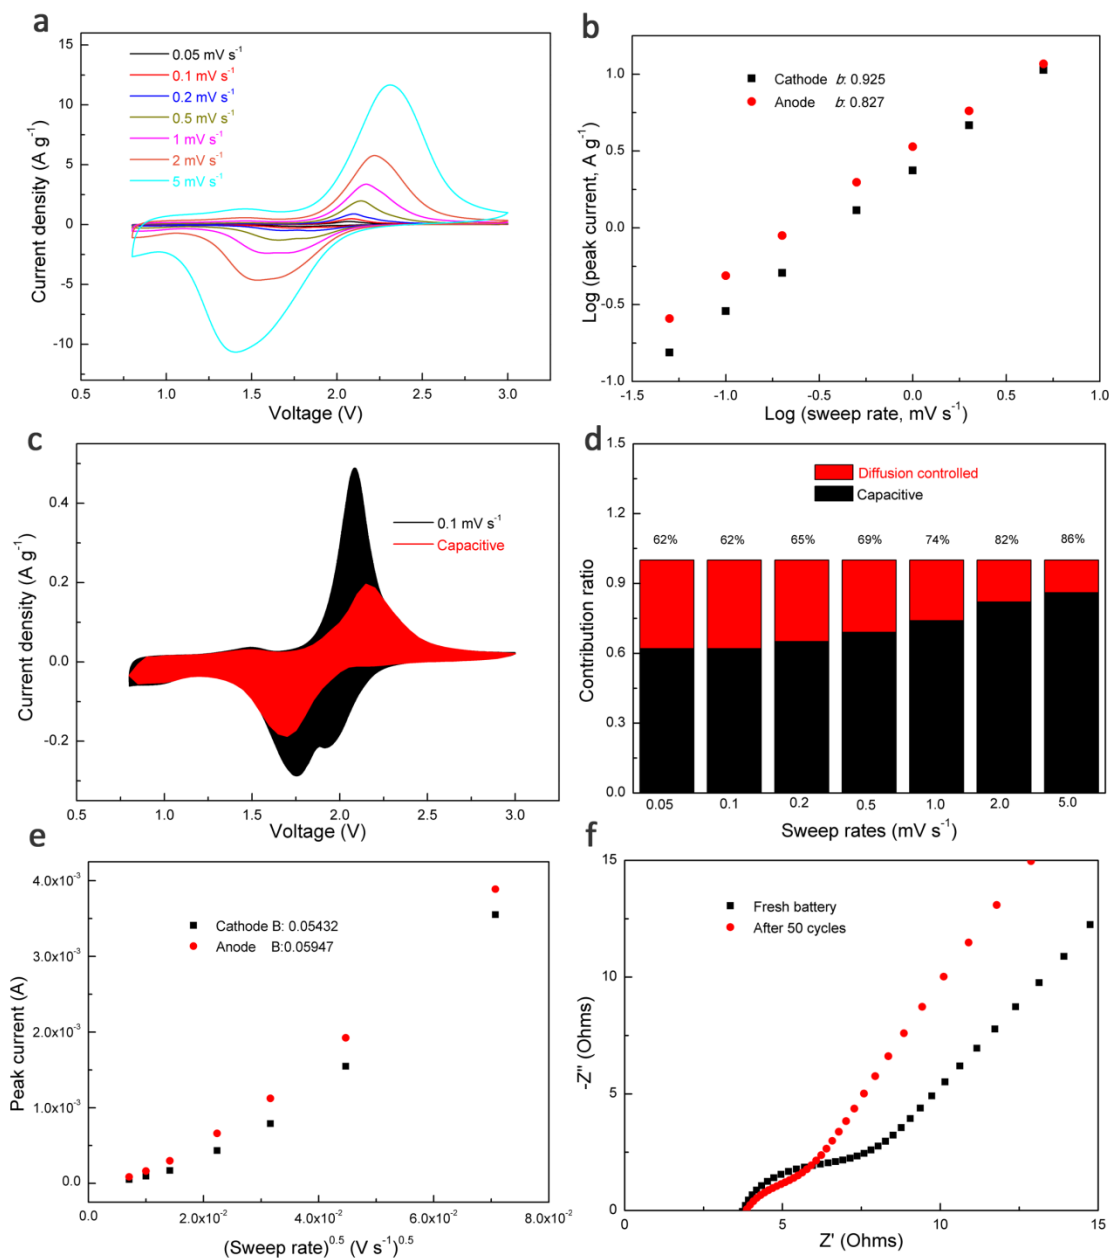 a
0.05 mV s⁻¹
0.1 mV s⁻¹
0.2 mV s⁻¹
0.5 mV s⁻¹
1 mV s⁻¹
2 mV s⁻¹
5 mV s⁻¹
15
10
5
0
-5
-10
0.5 1.0 1.5 2.0 2.5 3.0
Current density (A g⁻¹)
Voltage (V)
b
Cathode b: 0.925
Anode b: 0.827
1.0
0.5
0.0
-0.5
-1.0
-1.5 -1.0 -0.5 0.0 0.5 1.0
Log (peak current, A g⁻¹)
Log (sweep rate, mV s⁻¹)
c
0.1 mV s⁻¹
Capacitive
0.4
0.2
0.0
-0.2
0.5 1.0 1.5 2.0 2.5 3.0
Current density (A g⁻¹)
Voltage (V)
d
Diffusion controlled
Capacitive
62% 62% 65% 69% 74% 82% 86%
1.5
1.2
0.9
0.6
0.3
0.0
0.05 0.1 0.2 0.5 1.0 2.0 5.0
Contribution ratio
Sweep rates (mV s⁻¹)
e
Cathode B: 0.05432
Anode B:0.05947
4.0x10⁻³
3.0x10⁻³
2.0x10⁻³
1.0x10⁻³
0.0
0.0 2.0x10⁻² 4.0x10⁻² 6.0x10⁻² 8.0x10⁻²
Peak current (A)
(Sweep rate)⁰·⁵ (V s⁻¹)⁰·⁵
f
Fresh battery
After 50 cycles
15
10
5
0
0 5 10 15
-Z" (Ohms)
Z' (Ohms)